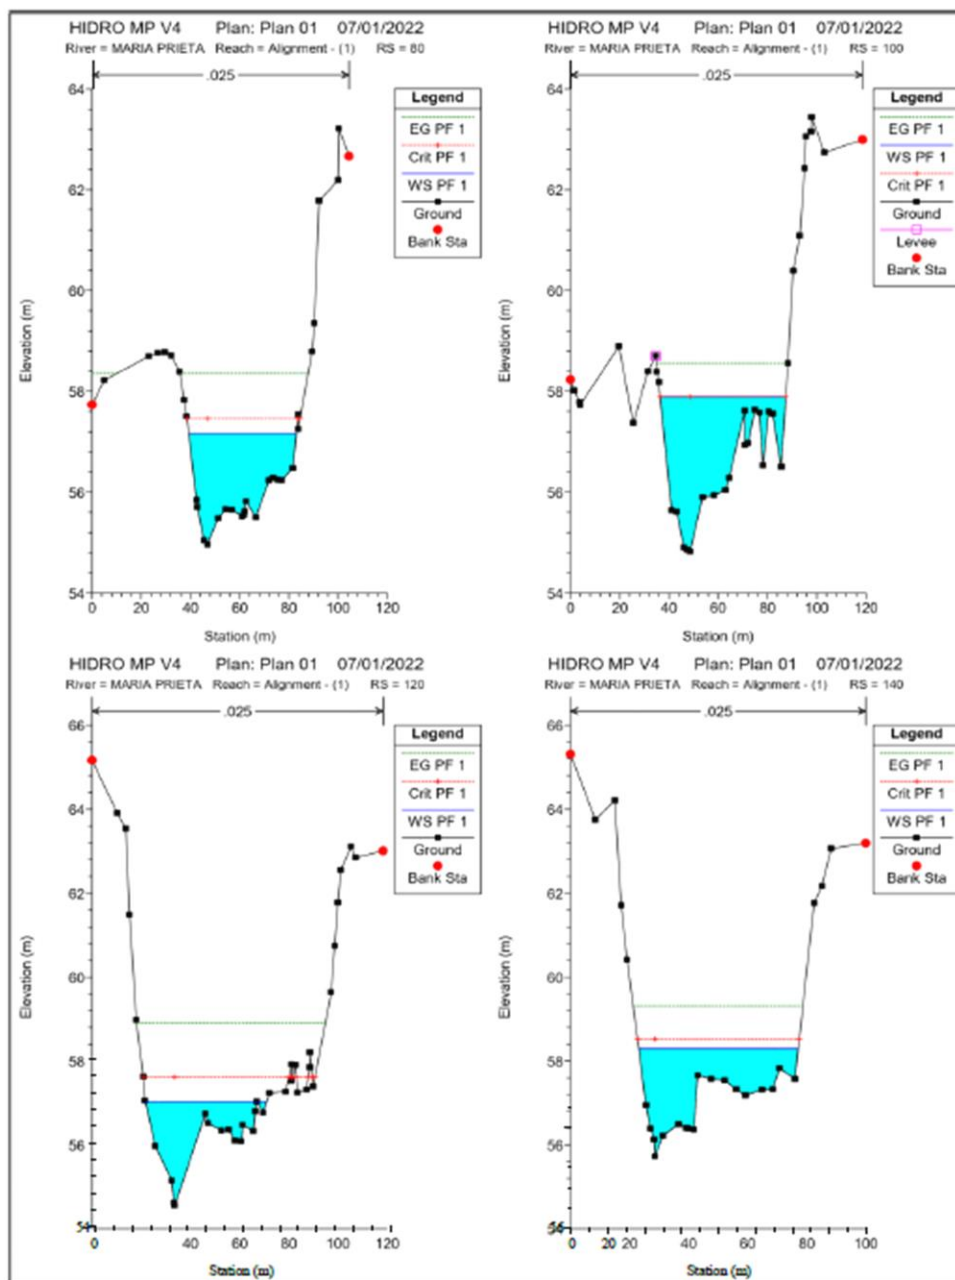 HIDRO MP V4 Plan: Plan 01 07/01/2022
River = MARIA PRIETA Reach = Alignment - (1) RS = 80
.025
Legend
EG PF 1
Crit PF 1
WS PF 1
Ground
Bank Sta
64
62
60
58
56
54
Elevation (m)
0 20 40 60 80 100 120
Station (m)
HIDRO MP V4 Plan: Plan 01 07/01/2022
River = MARIA PRIETA Reach = Alignment - (1) RS = 100
.025
Legend
EG PF 1
WS PF 1
Crit PF 1
Ground
Levee
Bank Sta
64
62
60
58
56
54
Elevation (m)
0 20 40 60 80 100 120
Station (m)
HIDRO MP V4 Plan: Plan 01 07/01/2022
River = MARIA PRIETA Reach = Alignment - (1) RS = 120
.025
Legend
EG PF 1
Crit PF 1
WS PF 1
Ground
Bank Sta
66
64
62
60
58
56
Elevation (m)
0 40 60 80 100 120
Station (m)
HIDRO MP V4 Plan: Plan 01 07/01/2022
River = MARIA PRIETA Reach = Alignment - (1) RS = 140
.025
Legend
EG PF 1
Crit PF 1
WS PF 1
Ground
Bank Sta
66
64
62
60
58
56
Elevation (m)
0 20 20 40 60 80 100
Station (m)